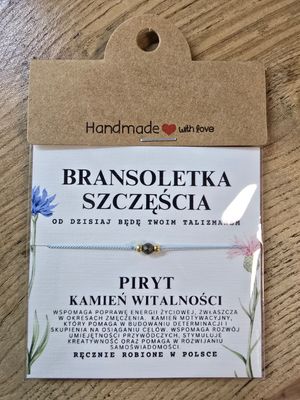 Handmade with love
BRANSOLETKA
SZCZĘŚCIA
OD DZISIAJ BĘDĘ TWOIM TALIZMANEM
PIRYT
KAMIEŃ WITALNOŚCI
WSPOMAGA POPRAWĘ ENERGII ŻYCIOWEJ, ZWŁASZCZA
W OKRESACH ZMĘCZENIA. KAMIEŃ MOTYWACYJNY,
KTÓRY POMAGA W BUDOWANIU DETERMINACJI I
SKUPIENIA NA OSIĄGANIU CELÓW. WSPOMAGA ROZWÓJ
UMIEJĘTNOŚCI PRZYWÓDCZYCH, STYMULUJE
KREATYWNOŚĆ ORAZ POMAGA W ROZWIJANIU
SAMOŚWIADOMOŚCI.
RĘCZNIE ROBIONE W POLSCE